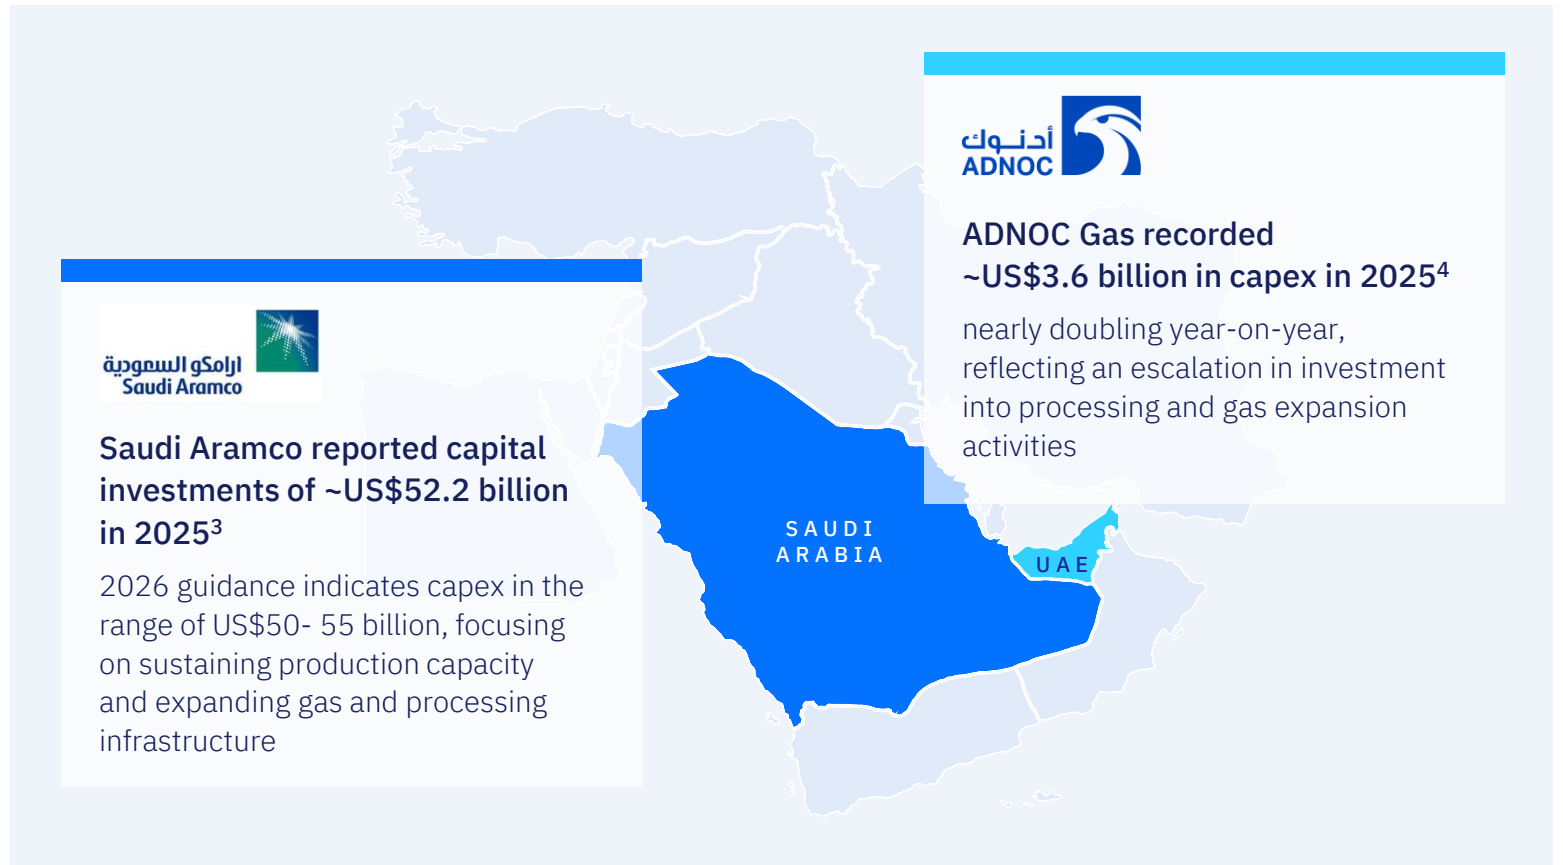 أدنوك
ADNOC
ADNOC Gas recorded
~US$3.6 billion in capex in 2025⁴
nearly doubling year-on-year,
reflecting an escalation in investment
into processing and gas expansion
activities
ارامكو السعودية
Saudi Aramco
Saudi Aramco reported capital
investments of ~US$52.2 billion
in 2025³
2026 guidance indicates capex in the
range of US$50- 55 billion, focusing
on sustaining production capacity
and expanding gas and processing
infrastructure
SAUDI
ARABIA
UAE